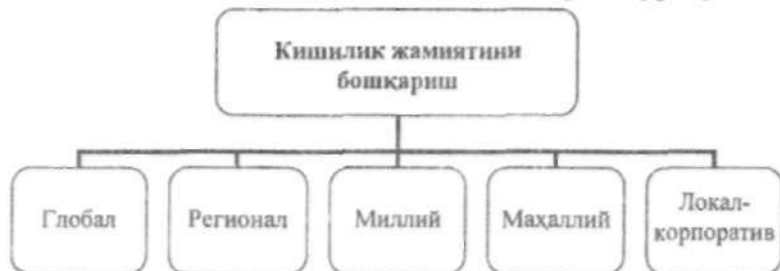 Кишилик жамиятини
бошқариш
Глобал
Регионал
Миллий
Маҳаллий
Локал-
корпоратив